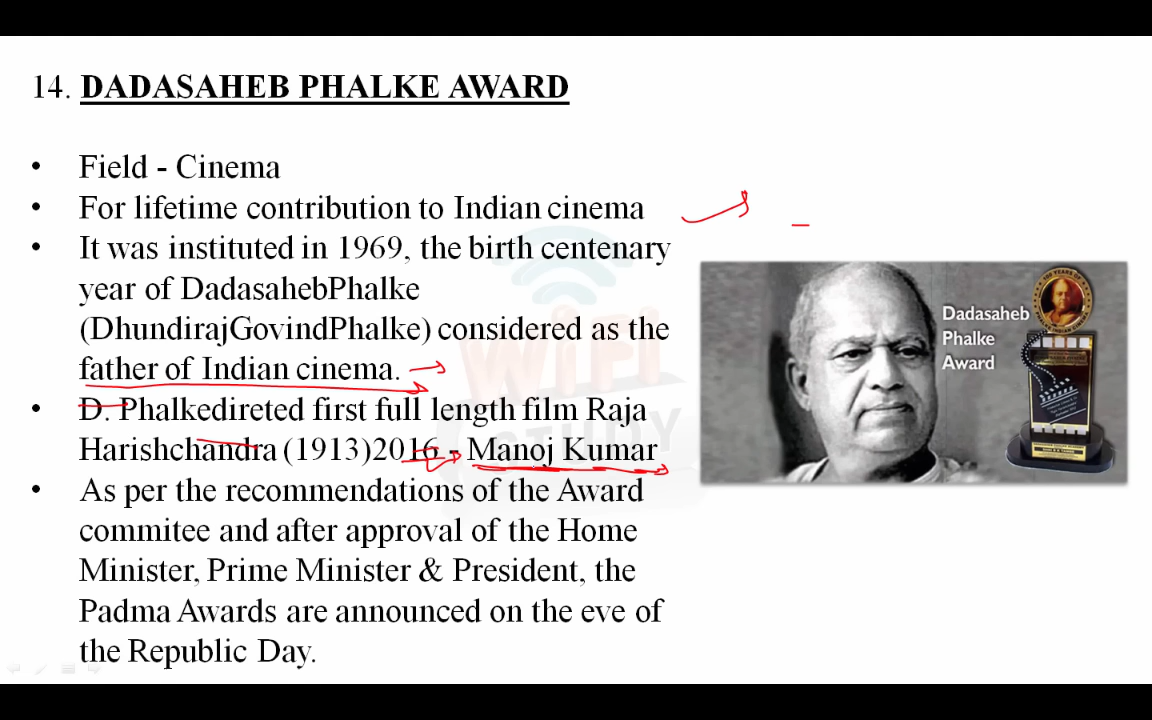 14. DADASAHEB PHALKE AWARD
• Field - Cinema
• For lifetime contribution to Indian cinema
• It was instituted in 1969, the birth centenary
year of DadasahebPhalke
(DhundirajGovindPhalke) considered as the
father of Indian cinema.
• D. Phalkedireted first full length film Raja
Harishchandra (1913)2016 - Manoj Kumar
• As per the recommendations of the Award
commitee and after approval of the Home
Minister, Prime Minister & President, the
Padma Awards are announced on the eve of
the Republic Day.
WiFi
STUDY
Dadasaheb
Phalke
Award